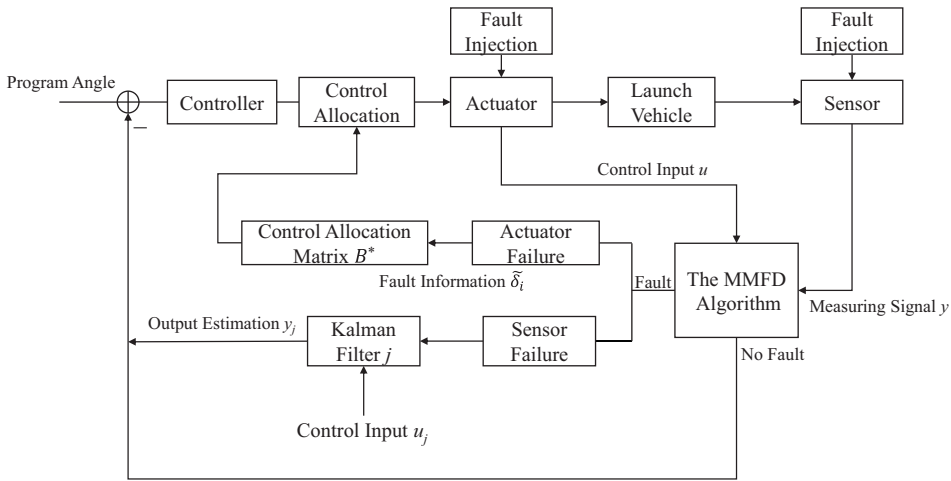 Fault
Injection
Fault
Injection
Program Angle
Controller
Control
Allocation
Actuator
Launch
Vehicle
Sensor
−
Control Input u
Control Allocation
Matrix B*
Actuator
Failure
Fault Information δ̃ᵢ
Fault
The MMFD
Algorithm
Measuring Signal y
Output Estimation yⱼ
Kalman
Filter j
Sensor
Failure
No Fault
Control Input uⱼ